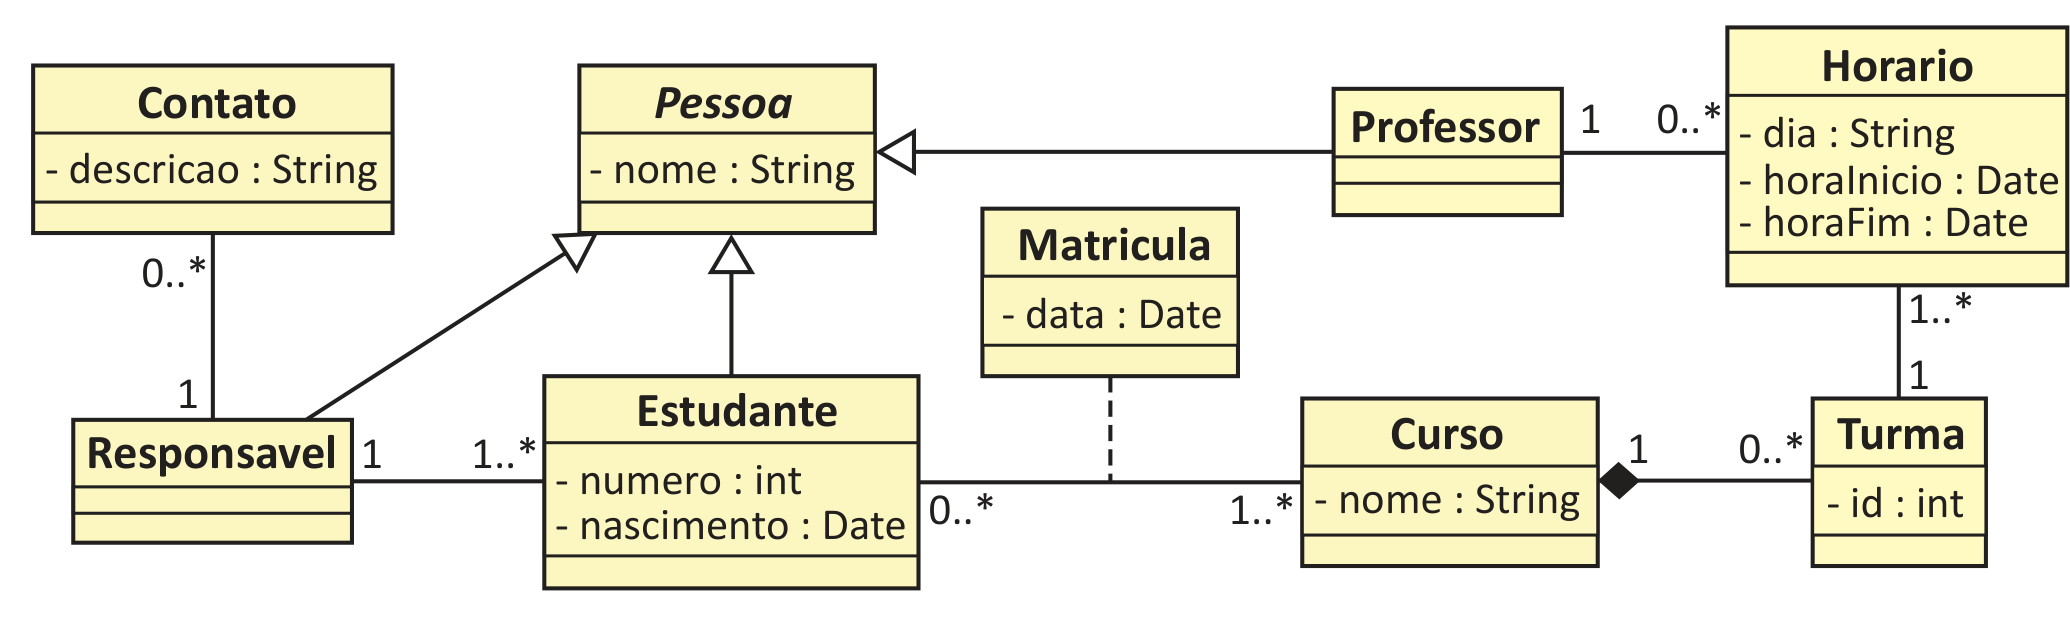 Contato
- descricao : String
0..*
1
Responsavel
1
1..*
Pessoa
- nome : String
Estudante
- numero : int
- nascimento : Date
0..*
1..*
Matricula
- data : Date
Professor
1
0..*
Horario
- dia : String
- horaInicio : Date
- horaFim : Date
1..*
1
Curso
- nome : String
1
0..*
Turma
- id : int